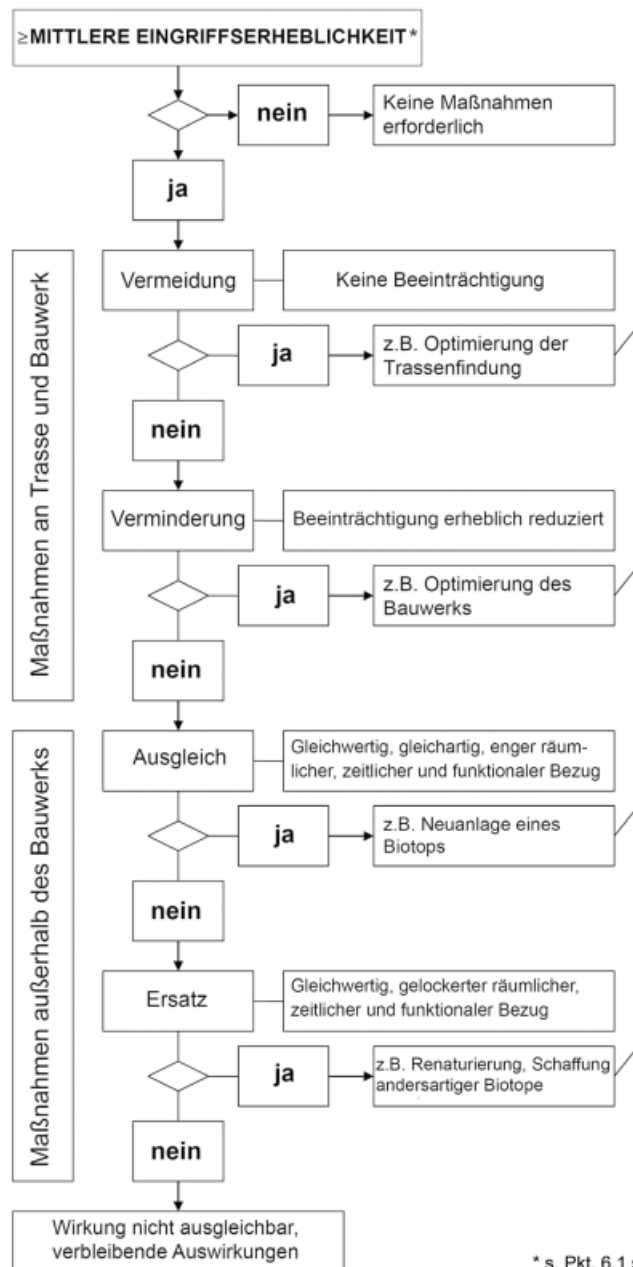 ≥MITTLERE EINGRIFFSERHEBLICHKEIT*
nein
Keine Maßnahmen
erforderlich
ja
Maßnahmen an Trasse und Bauwerk
Vermeidung
Keine Beeinträchtigung
ja
z.B. Optimierung der
Trassenfindung
nein
Verminderung
Beeinträchtigung erheblich reduziert
ja
z.B. Optimierung des
Bauwerks
nein
Maßnahmen außerhalb des Bauwerks
Ausgleich
Gleichwertig, gleichartig, enger räum-
licher, zeitlicher und funktionaler Bezug
ja
z.B. Neuanlage eines
Biotops
nein
Ersatz
Gleichwertig, gelockerter räumlicher,
zeitlicher und funktionaler Bezug
ja
z.B. Renaturierung, Schaffung
andersartiger Biotope
nein
Wirkung nicht ausgleichbar,
verbleibende Auswirkungen
* s. Pkt. 6.1